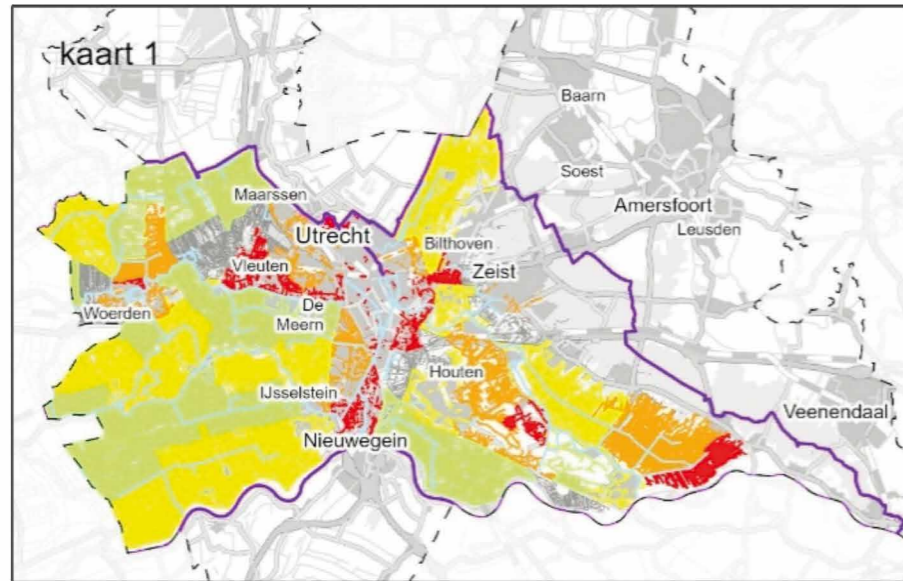 kaart 1
Baarn
Soest
Maarssen
Amersfoort
Utrecht
Leusden
Bilthoven
Vleuten
Zeist
De
Meern
Woerden
Houten
IJsselstein
Veenendaal
Nieuwegein